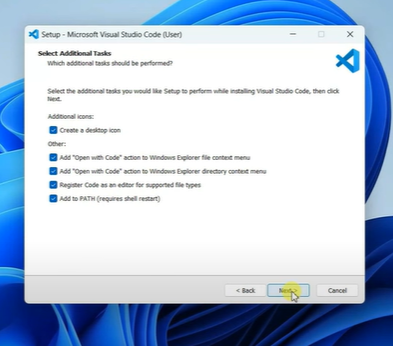 Setup - Microsoft Visual Studio Code (User)
Select Additional Tasks
Which additional tasks should be performed?
Select the additional tasks you would like Setup to perform while installing Visual Studio Code, then click
Next.
Additional icons:
Create a desktop icon
Other:
Add "Open with Code" action to Windows Explorer file context menu
Add "Open with Code" action to Windows Explorer directory context menu
Register Code as an editor for supported file types
Add to PATH (requires shell restart)
< Back
Next >
Cancel